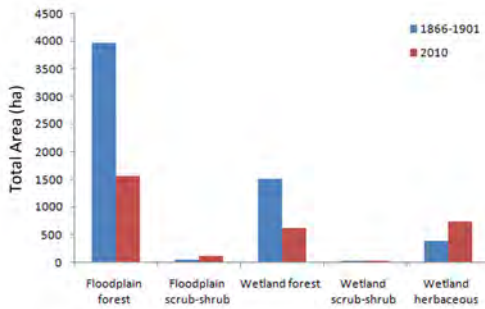 4500
4000
3500
3000
2500
2000
1500
1000
500
0
Total Area (ha)
1866-1901
2010
Floodplain forest
Floodplain scrub-shrub
Wetland forest
Wetland scrub-shrub
Wetland herbaceous